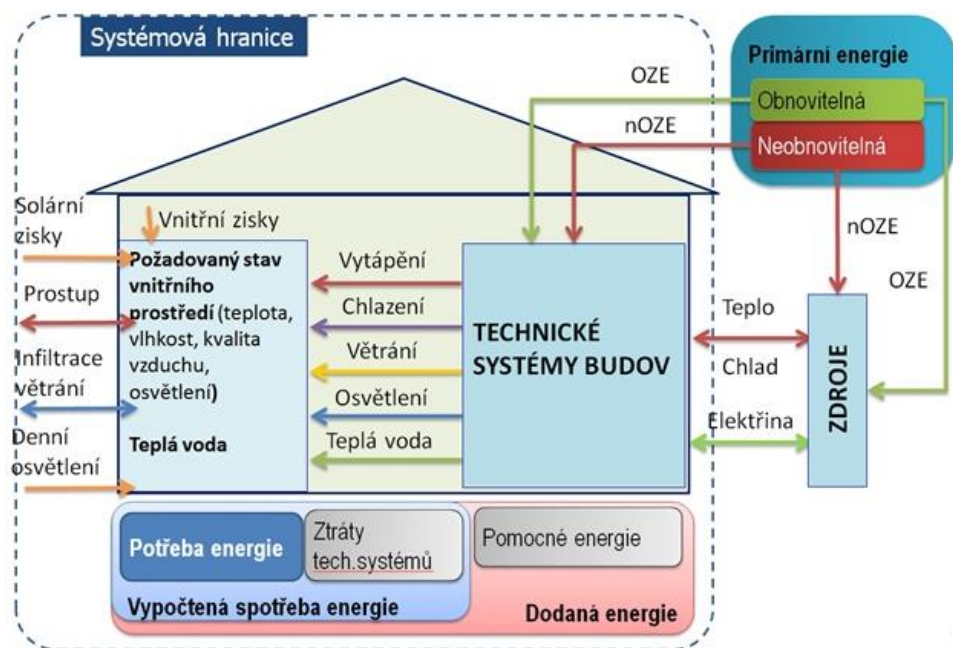 Systémová hranice
Primární energie
Obnovitelná
Neobnovitelná
OZE
nOZE
nOZE
OZE
Solární
zisky
Prostup
Infiltrace
větrání
Denní
osvětlení
Vnitřní zisky
Požadovaný stav
vnitřního
prostředí (teplota,
vlhkost, kvalita
vzduchu,
osvětlení)
Teplá voda
Vytápění
Chlazení
Větrání
Osvětlení
Teplá voda
TECHNICKÉ
SYSTÉMY BUDOV
Teplo
Chlad
Elektřina
ZDROJE
Potřeba energie
Ztráty
tech.systémů
Pomocné energie
Vypočtená spotřeba energie
Dodaná energie